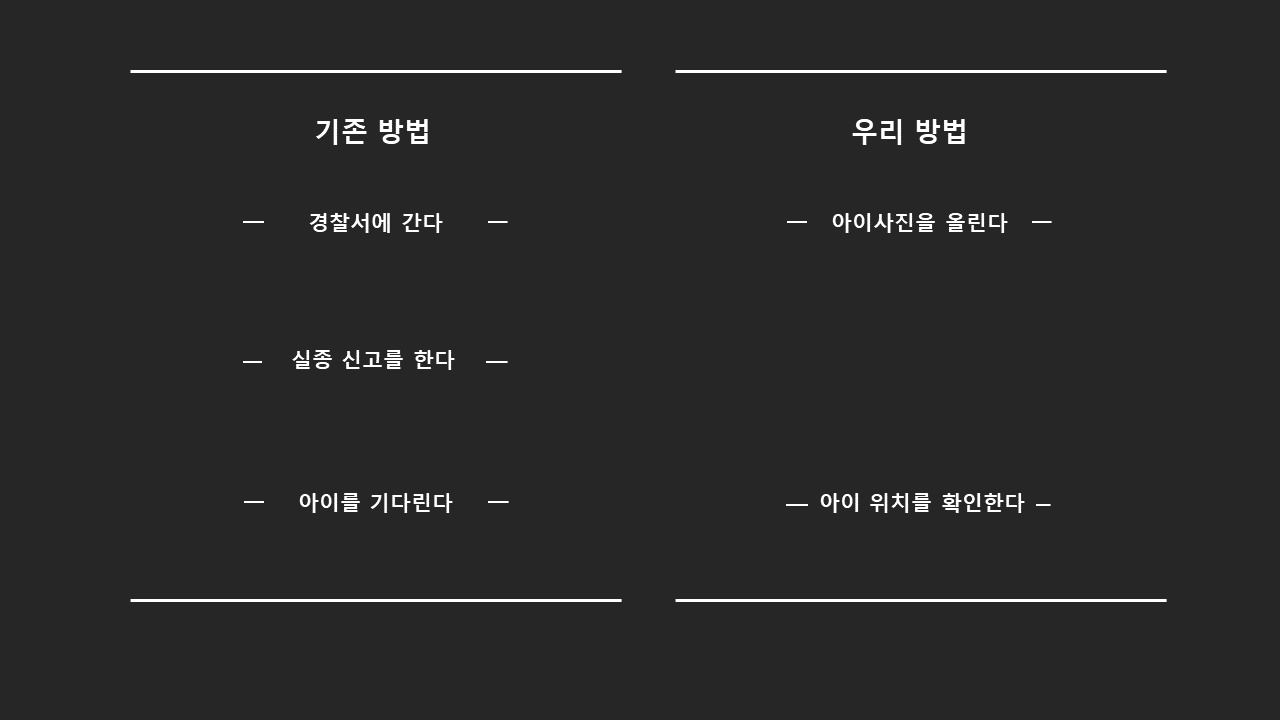 기존 방법
— 경찰서에 간다 —
— 실종 신고를 한다 —
— 아이를 기다린다 —
우리 방법
— 아이사진을 올린다 —
— 아이 위치를 확인한다 —